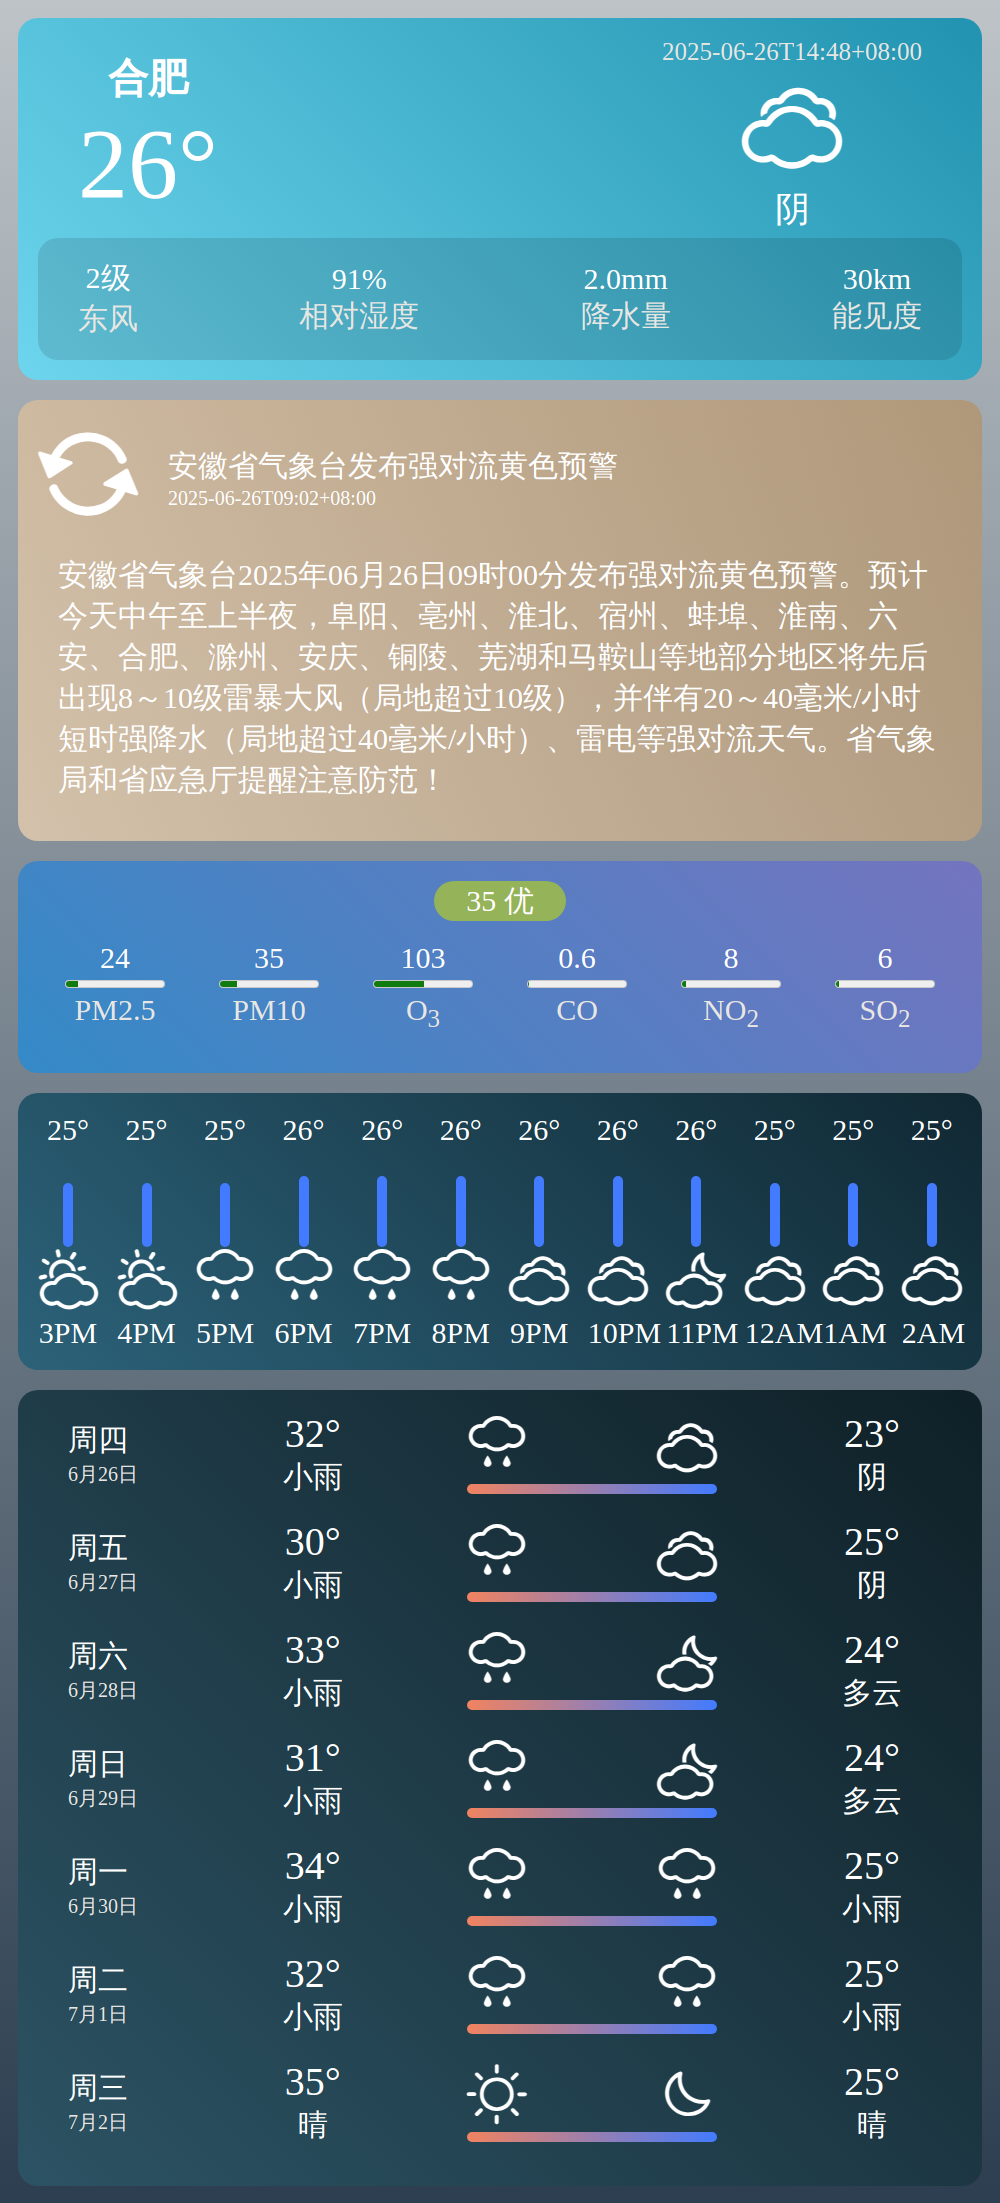 合肥
26°
2025-06-26T14:48+08:00
阴
2级 91% 2.0mm 30km
东风 相对湿度 降水量 能见度
安徽省气象台发布强对流黄色预警
2025-06-26T09:02+08:00
安徽省气象台2025年06月26日09时00分发布强对流黄色预警。预计
今天中午至上半夜，阜阳、亳州、淮北、宿州、蚌埠、淮南、六
安、合肥、滁州、安庆、铜陵、芜湖和马鞍山等地部分地区将先后
出现8～10级雷暴大风（局地超过10级），并伴有20～40毫米/小时
短时强降水（局地超过40毫米/小时）、雷电等强对流天气。省气象
局和省应急厅提醒注意防范！
35 优
24 35 103 0.6 8 6
PM2.5 PM10 O3 CO NO2 SO2
25° 25° 25° 26° 26° 26° 26° 26° 26° 25° 25° 25°
3PM 4PM 5PM 6PM 7PM 8PM 9PM 10PM 11PM 12AM 1AM 2AM
周四 32° 23°
6月26日 小雨 阴
周五 30° 25°
6月27日 小雨 阴
周六 33° 24°
6月28日 小雨 多云
周日 31° 24°
6月29日 小雨 多云
周一 34° 25°
6月30日 小雨 小雨
周二 32° 25°
7月1日 小雨 小雨
周三 35° 25°
7月2日 晴 晴